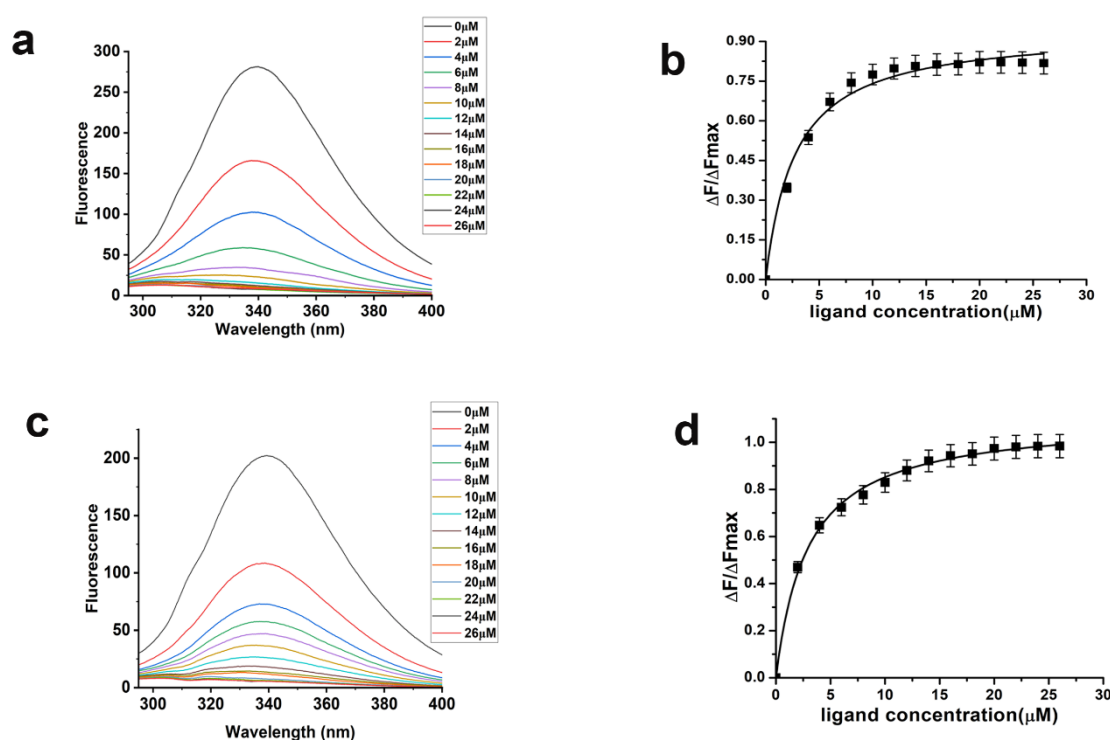 a
300
250
200
150
100
50
0
300 320 340 360 380 400
Fluorescence
Wavelength (nm)
0μM
2μM
4μM
6μM
8μM
10μM
12μM
14μM
16μM
18μM
20μM
22μM
24μM
26μM
b
0.90
0.75
0.60
0.45
0.30
0.15
0.00
0 5 10 15 20 25 30
ΔF/ΔFmax
ligand concentration(μM)
c
200
150
100
50
0
300 320 340 360 380 400
Fluorescence
Wavelength (nm)
0μM
2μM
4μM
6μM
8μM
10μM
12μM
14μM
16μM
18μM
20μM
22μM
24μM
26μM
d
1.0
0.8
0.6
0.4
0.2
0.0
0 5 10 15 20 25 30
ΔF/ΔFmax
ligand concentration(μM)